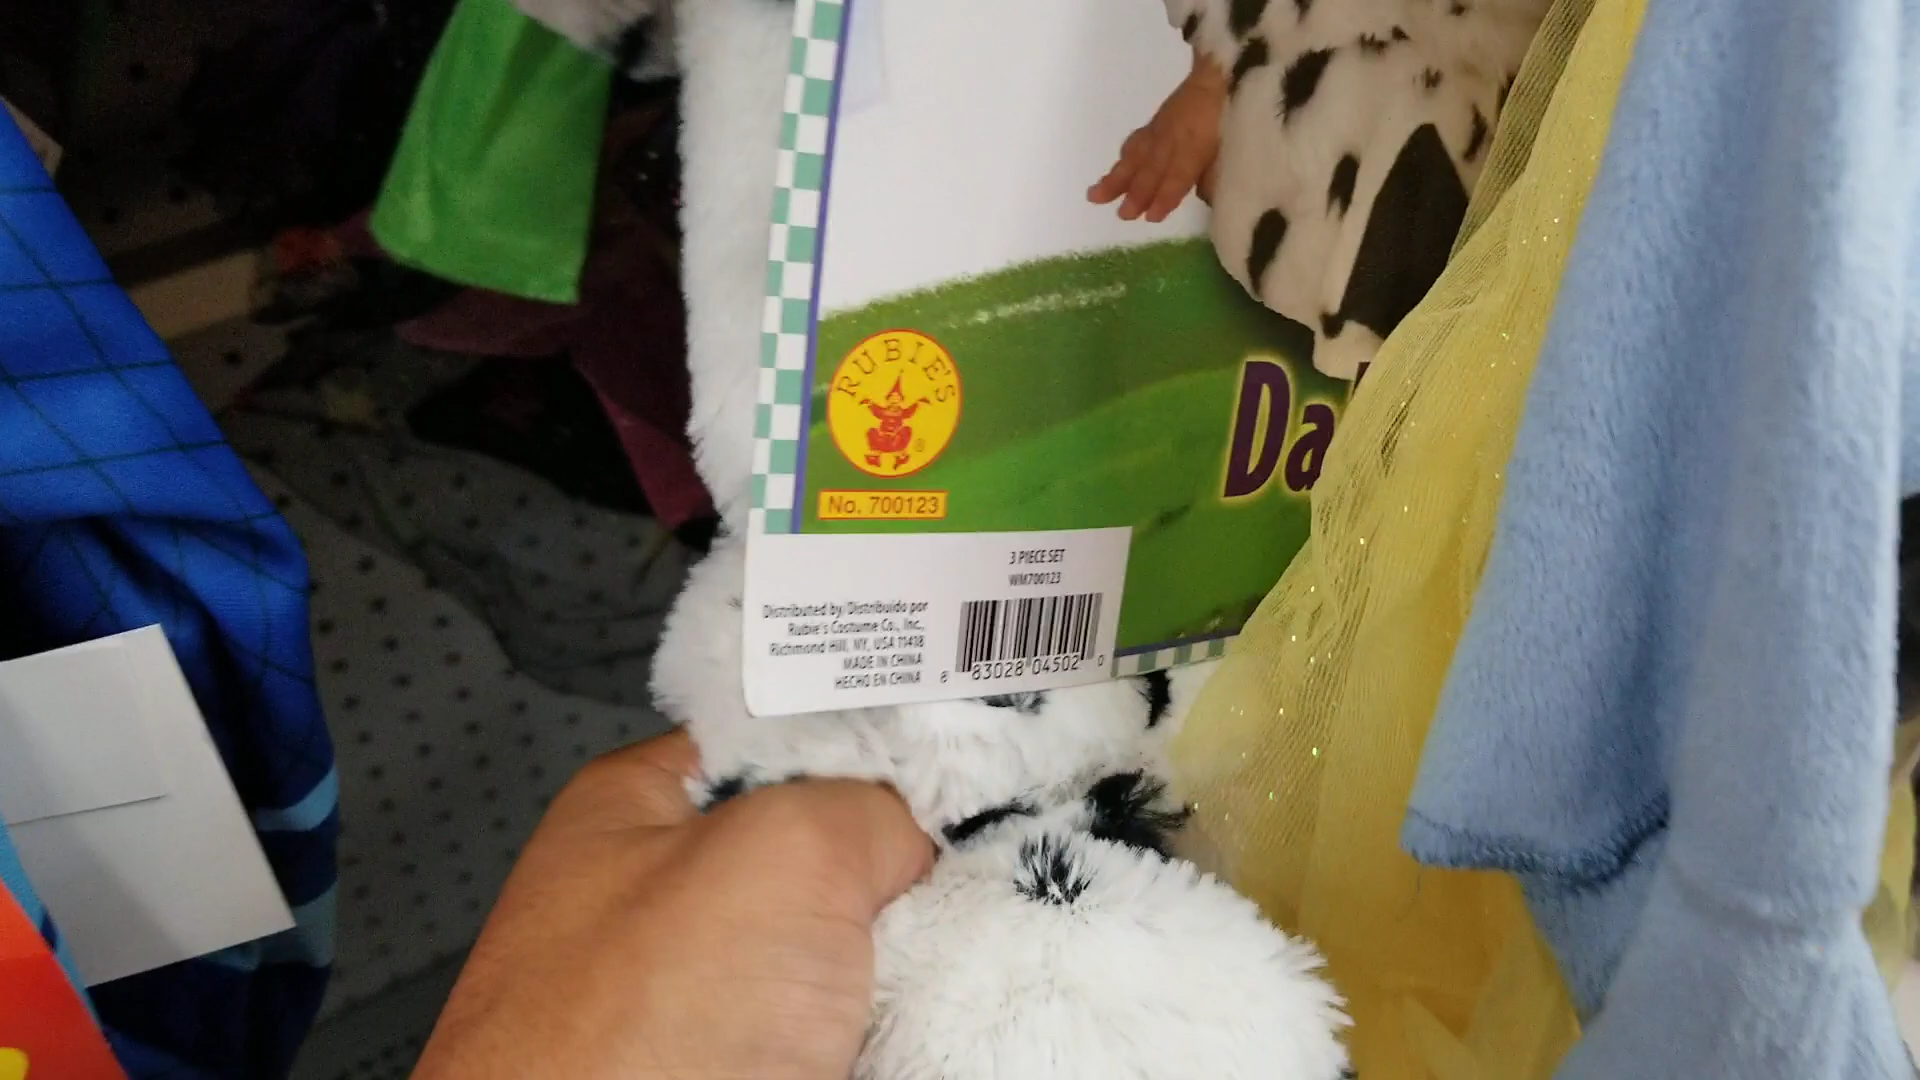 RUBIE'S
®
No. 700123
Da
3 PIECE SET
WM700123
Distributed by/Distribuido por
Rubie's Costume Co., Inc.,
Richmond Hill, NY, USA 11418
MADE IN CHINA
HECHO EN CHINA
8 83028 04502 0